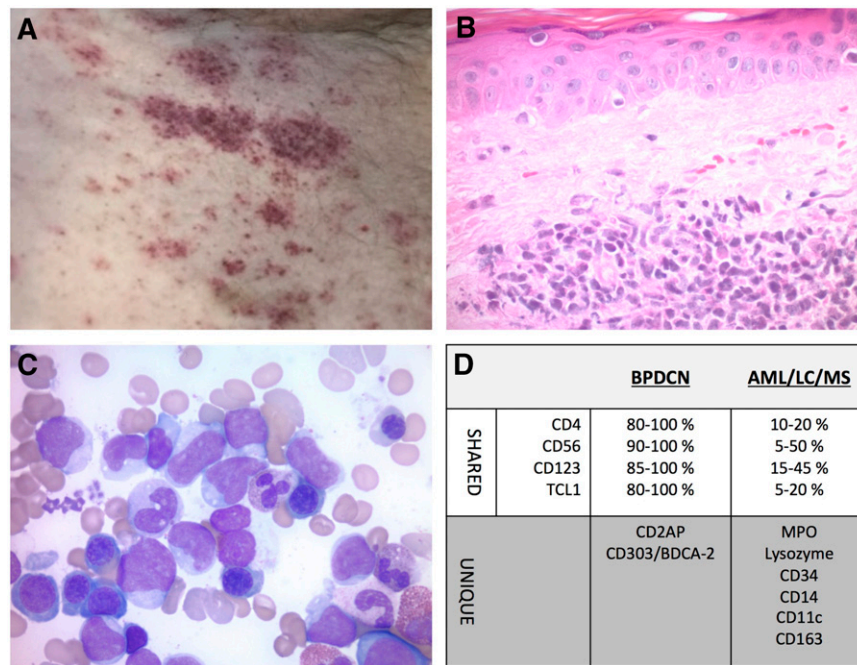 A
B
C
D
BPDCN AML/LC/MS
SHARED
CD4 80-100 % 10-20 %
CD56 90-100 % 5-50 %
CD123 85-100 % 15-45 %
TCL1 80-100 % 5-20 %
UNIQUE
CD2AP MPO
CD303/BDCA-2 Lysozyme
CD34
CD14
CD11c
CD163